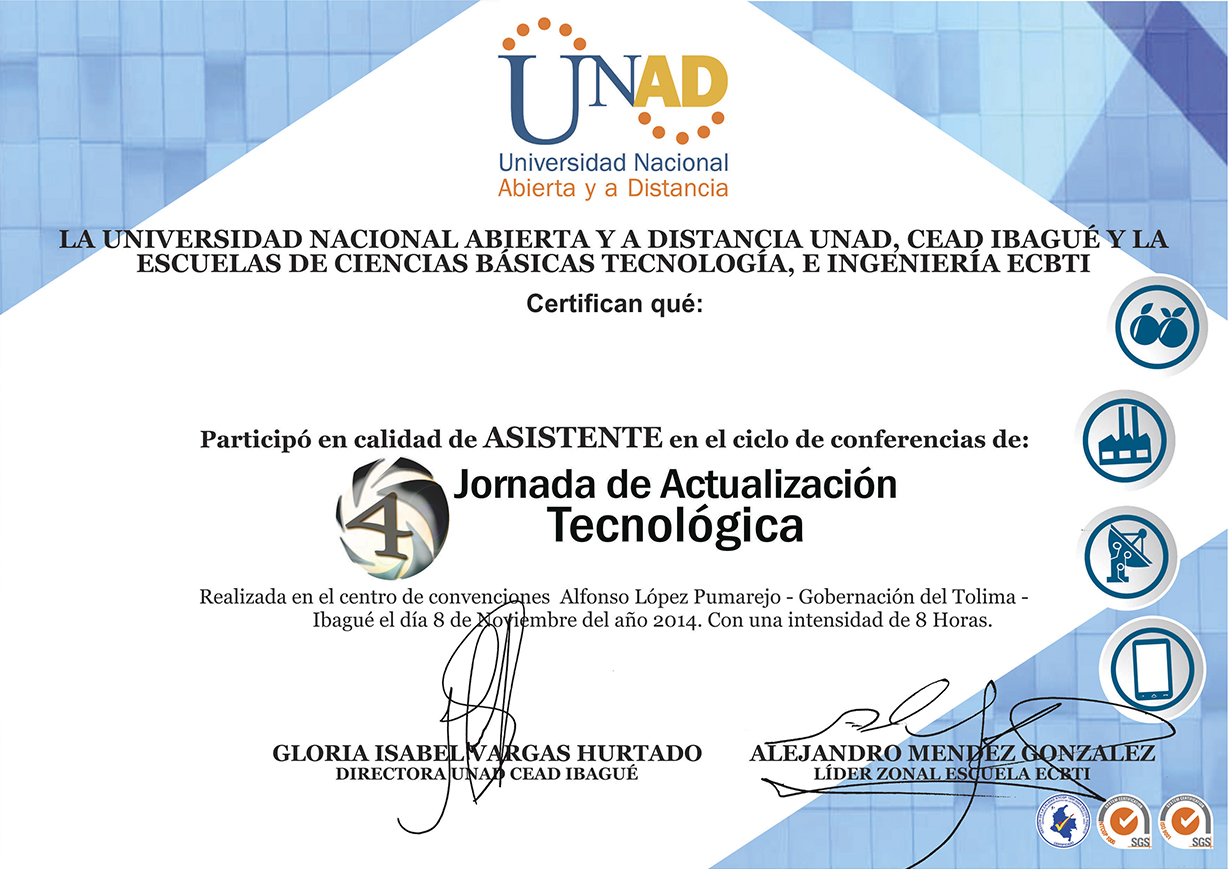 UNAD
Universidad Nacional
Abierta y a Distancia
LA UNIVERSIDAD NACIONAL ABIERTA Y A DISTANCIA UNAD, CEAD IBAGUÉ Y LA
ESCUELAS DE CIENCIAS BÁSICAS TECNOLOGÍA, E INGENIERÍA ECBTI
Certifican qué:
Participó en calidad de ASISTENTE en el ciclo de conferencias de:
4 Jornada de Actualización
Tecnológica
Realizada en el centro de convenciones Alfonso López Pumarejo - Gobernación del Tolima -
Ibagué el día 8 de Noviembre del año 2014. Con una intensidad de 8 Horas.
GLORIA ISABEL VARGAS HURTADO
DIRECTORA UNAD CEAD IBAGUÉ
ALEJANDRO MENDEZ GONZALEZ
LÍDER ZONAL ESCUELA ECBTI
SGS
SGS